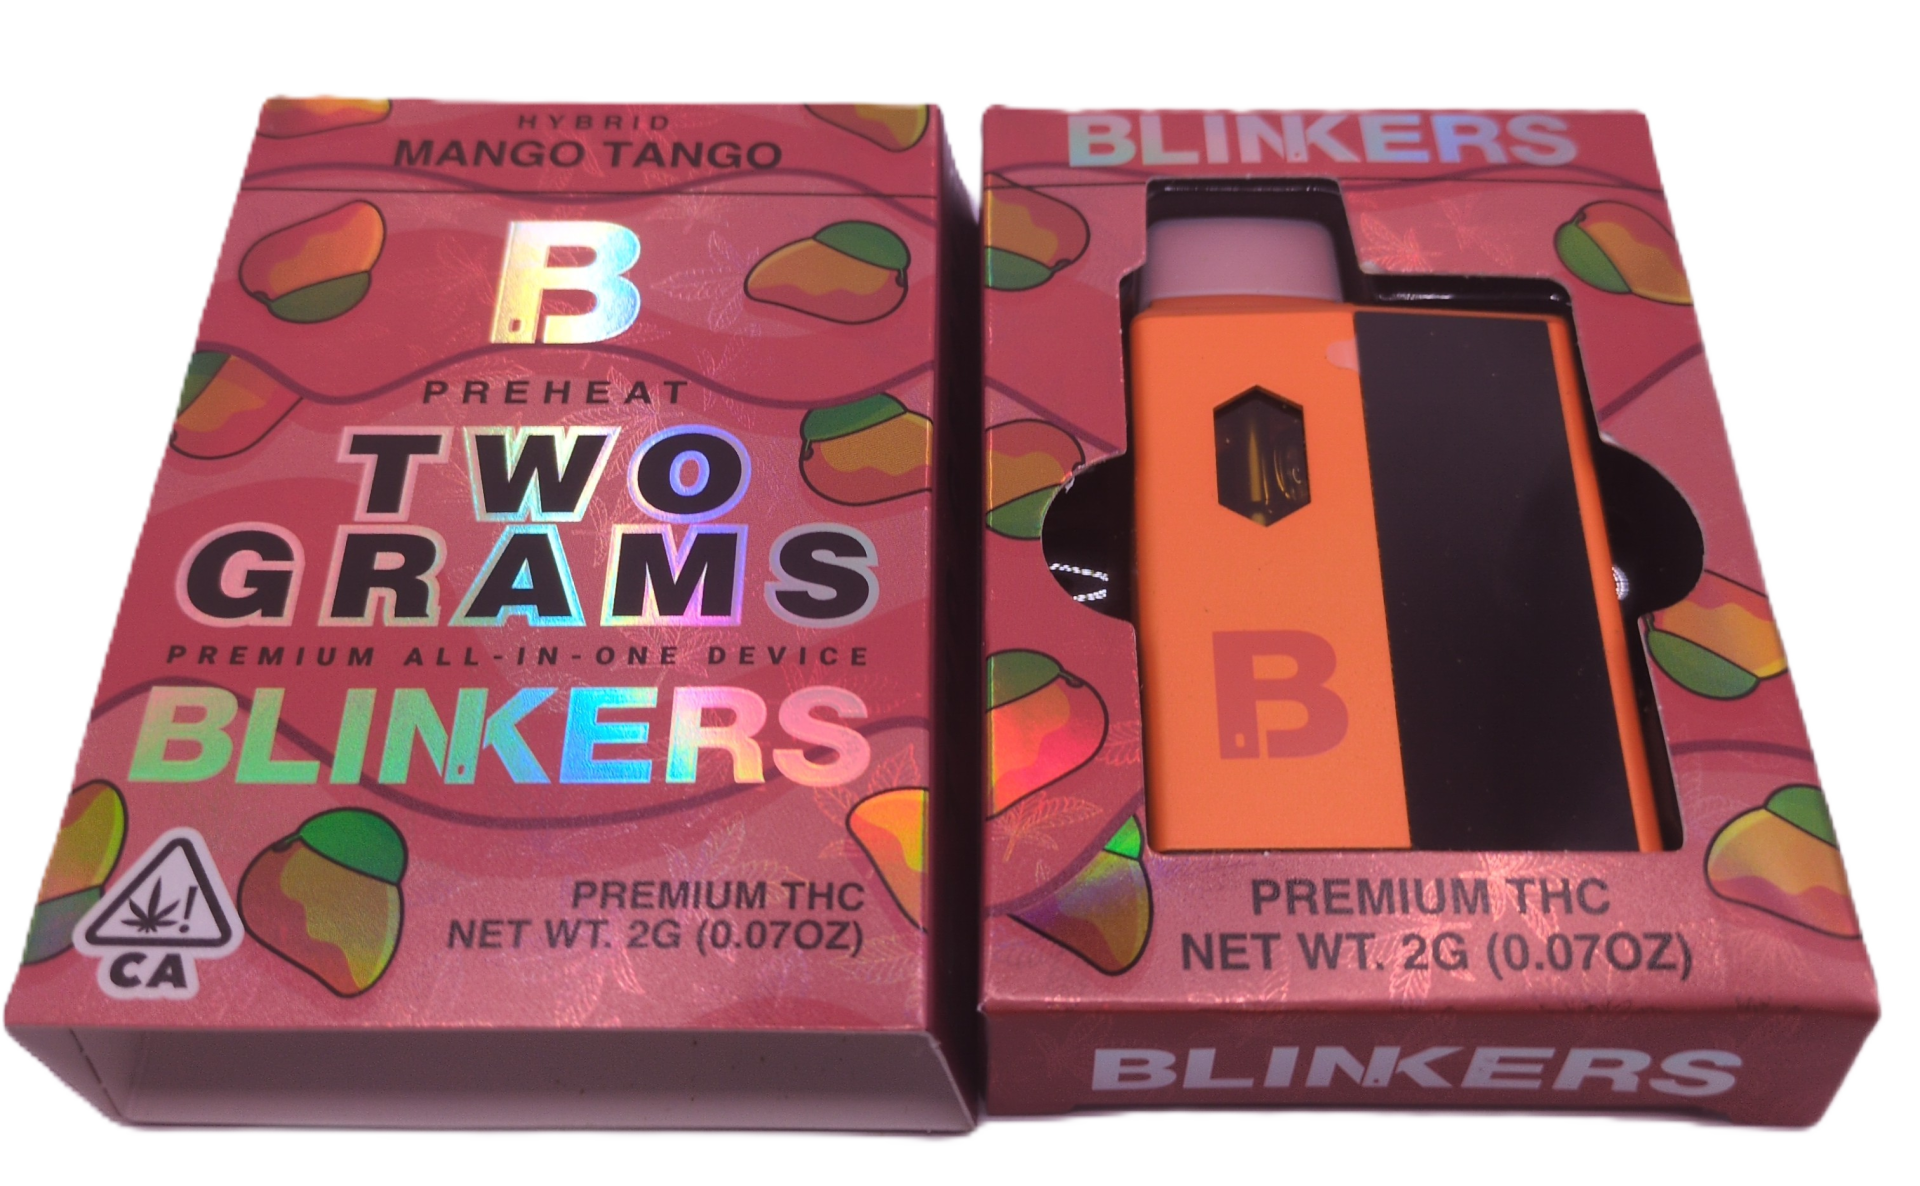 HYBRID
MANGO TANGO
B
PREHEAT
TWO
GRAMS
PREMIUM ALL-IN-ONE DEVICE
BLINKERS
PREMIUM THC
NET WT. 2G (0.07OZ)
!
CA
BLINKERS
B
PREMIUM THC
NET WT. 2G (0.07OZ)
BLINKERS